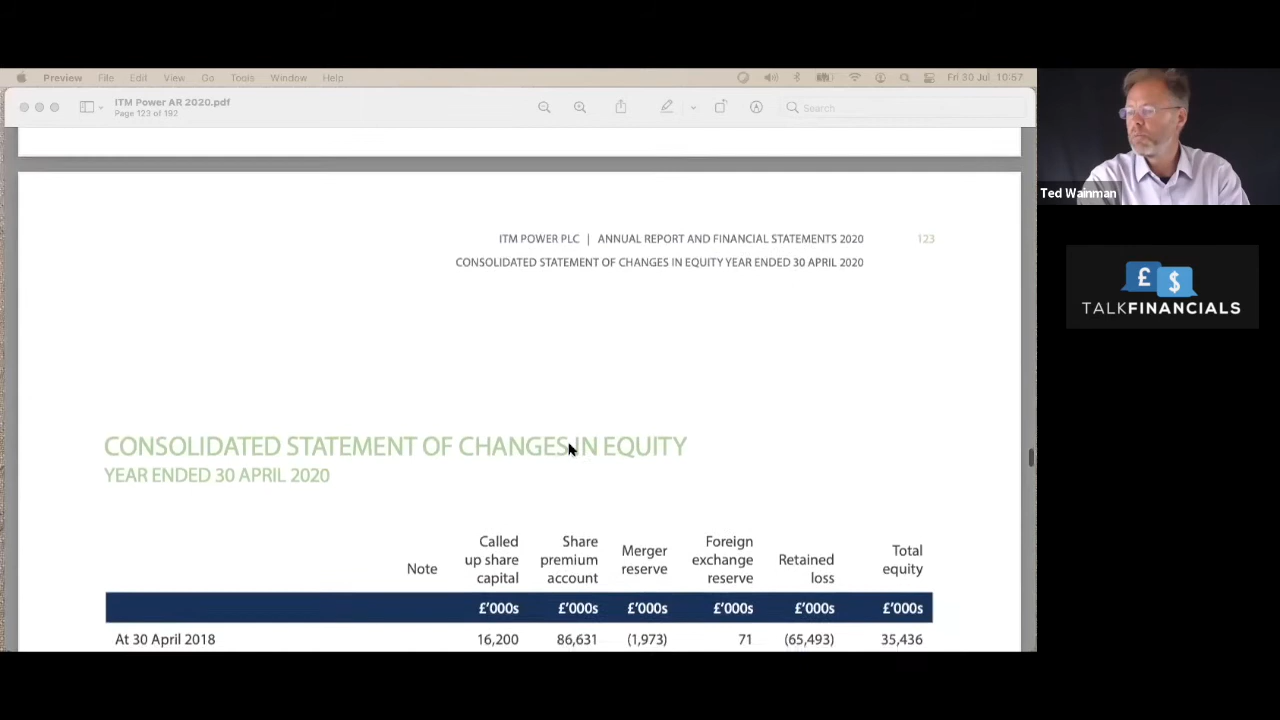 Preview File Edit View Go Tools Window Help Fri 30 Jul 10:57
ITM Power AR 2020.pdf
Page 123 of 192
Search
Ted Wainman
£ $
TALKFINANCIALS
ITM POWER PLC | ANNUAL REPORT AND FINANCIAL STATEMENTS 2020 123
CONSOLIDATED STATEMENT OF CHANGES IN EQUITY YEAR ENDED 30 APRIL 2020
CONSOLIDATED STATEMENT OF CHANGES IN EQUITY
YEAR ENDED 30 APRIL 2020
Note
Called
up share
capital
Share
premium
account
Merger
reserve
Foreign
exchange
reserve
Retained
loss
Total
equity
£'000s £'000s £'000s £'000s £'000s £'000s
At 30 April 2018 16,200 86,631 (1,973) 71 (65,493) 35,436